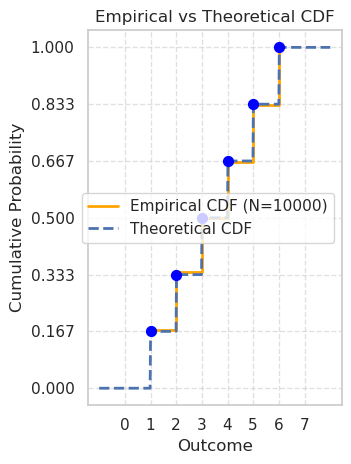 Empirical vs Theoretical CDF
Cumulative Probability
1.000
0.833
0.667
0.500
0.333
0.167
0.000
Empirical CDF (N=10000)
Theoretical CDF
0 1 2 3 4 5 6 7
Outcome